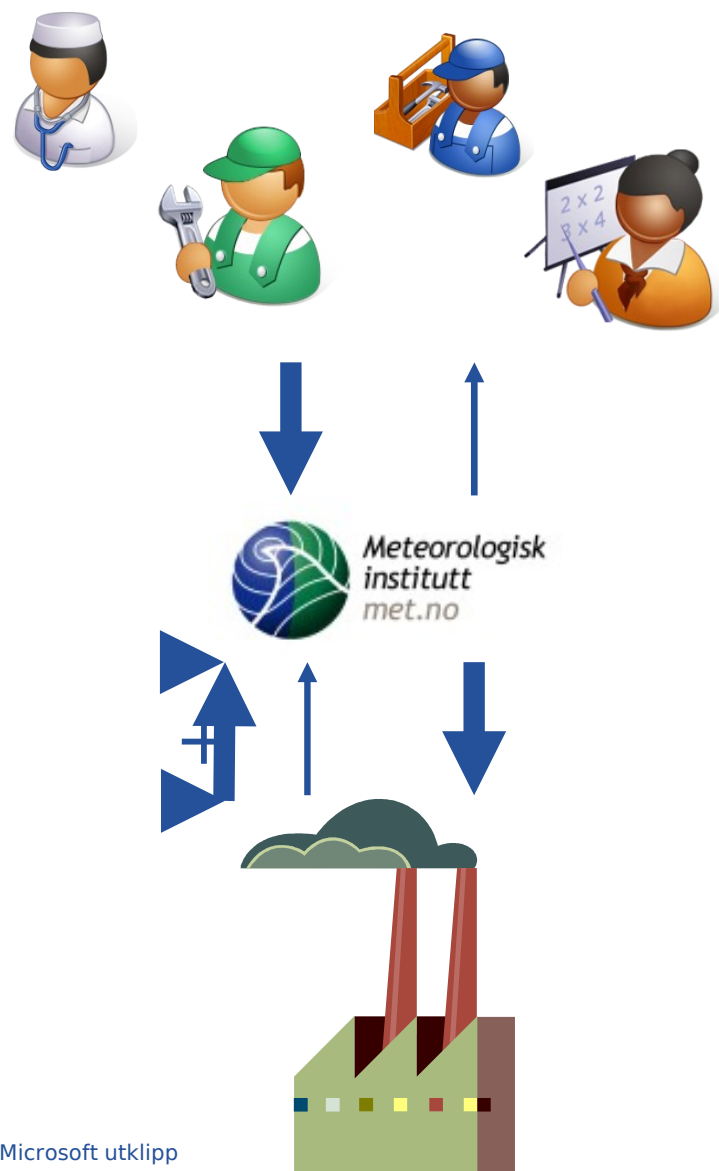 2 x 2
3 x 4
Meteorologisk
institutt
met.no
+
Microsoft utklipp